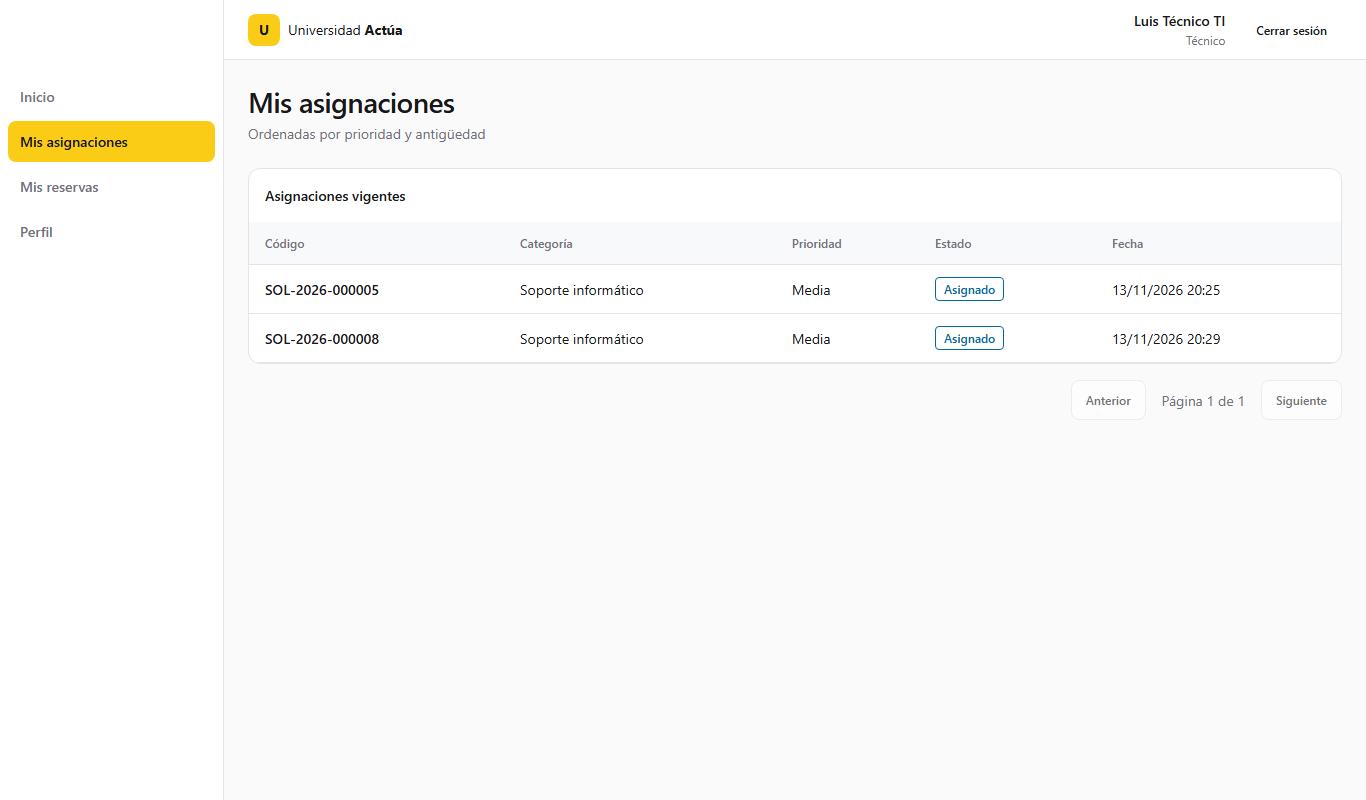 U Universidad Actúa
Luis Técnico TI
Técnico
Cerrar sesión
Inicio
Mis asignaciones
Mis reservas
Perfil
Mis asignaciones
Ordenadas por prioridad y antigüedad
Asignaciones vigentes
Código Categoría Prioridad Estado Fecha
SOL-2026-000005 Soporte informático Media Asignado 13/11/2026 20:25
SOL-2026-000008 Soporte informático Media Asignado 13/11/2026 20:29
Anterior Página 1 de 1 Siguiente